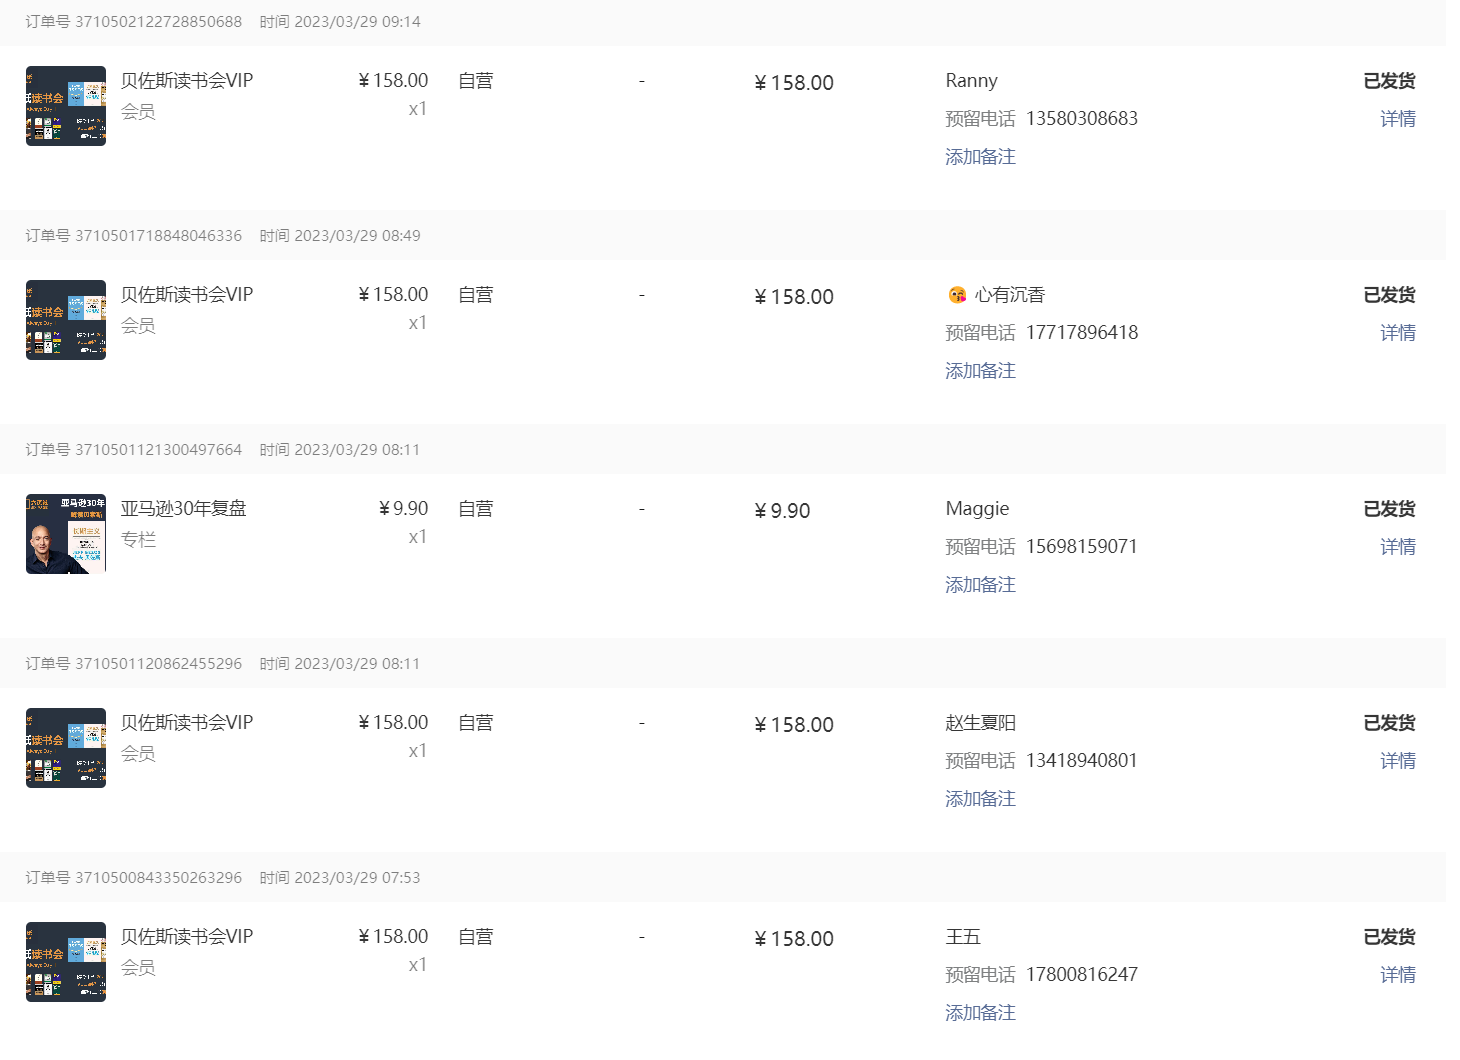 订单号 3710502122728850688 时间 2023/03/29 09:14
贝佐斯读书会VIP ¥158.00 自营 - ¥158.00 Ranny 已发货
会员 x1 预留电话 13580308683 详情
添加备注
订单号 3710501718848046336 时间 2023/03/29 08:49
贝佐斯读书会VIP ¥158.00 自营 - ¥158.00 😘 心有沉香 已发货
会员 x1 预留电话 17717896418 详情
添加备注
订单号 3710501121300497664 时间 2023/03/29 08:11
亚马逊30年复盘 ¥9.90 自营 - ¥9.90 Maggie 已发货
专栏 x1 预留电话 15698159071 详情
添加备注
亚马逊30年
长期主义
订单号 3710501120862455296 时间 2023/03/29 08:11
贝佐斯读书会VIP ¥158.00 自营 - ¥158.00 赵生夏阳 已发货
会员 x1 预留电话 13418940801 详情
添加备注
订单号 3710500843350263296 时间 2023/03/29 07:53
贝佐斯读书会VIP ¥158.00 自营 - ¥158.00 王五 已发货
会员 x1 预留电话 17800816247 详情
添加备注